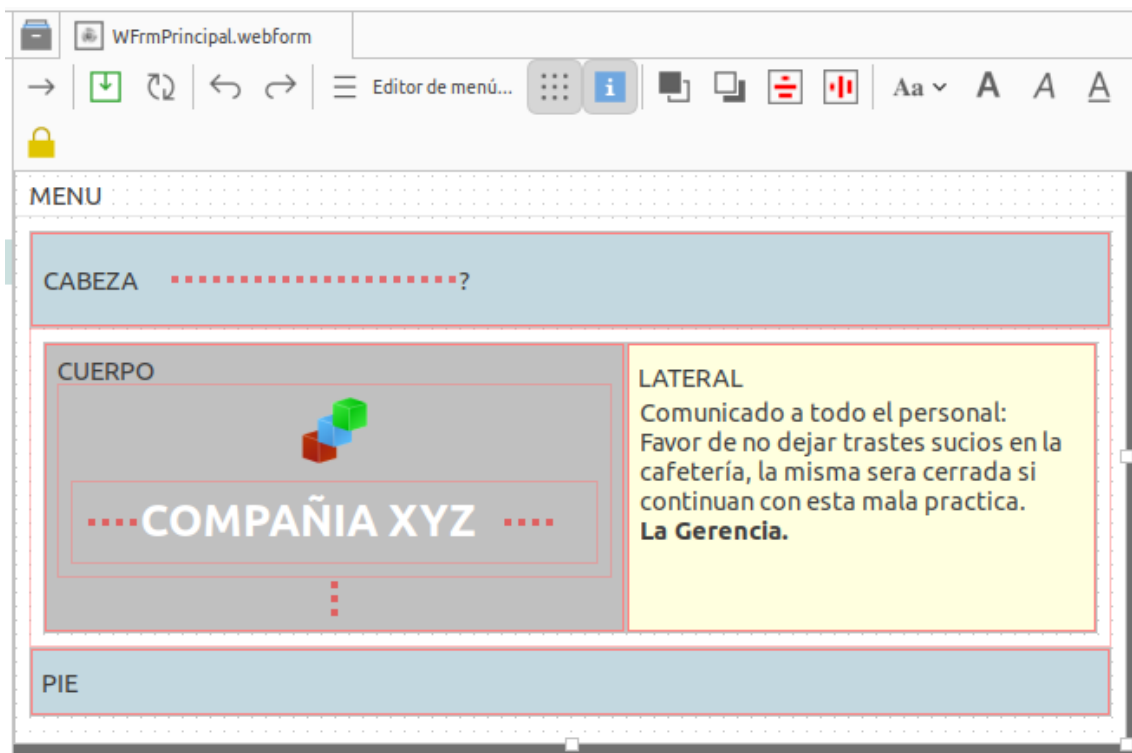 WFrmPrincipal.webform
Editor de menú...
Aa
A A A
MENU
CABEZA ?
CUERPO
COMPAÑIA XYZ
LATERAL
Comunicado a todo el personal:
Favor de no dejar trastes sucios en la
cafetería, la misma sera cerrada si
continuan con esta mala practica.
La Gerencia.
PIE